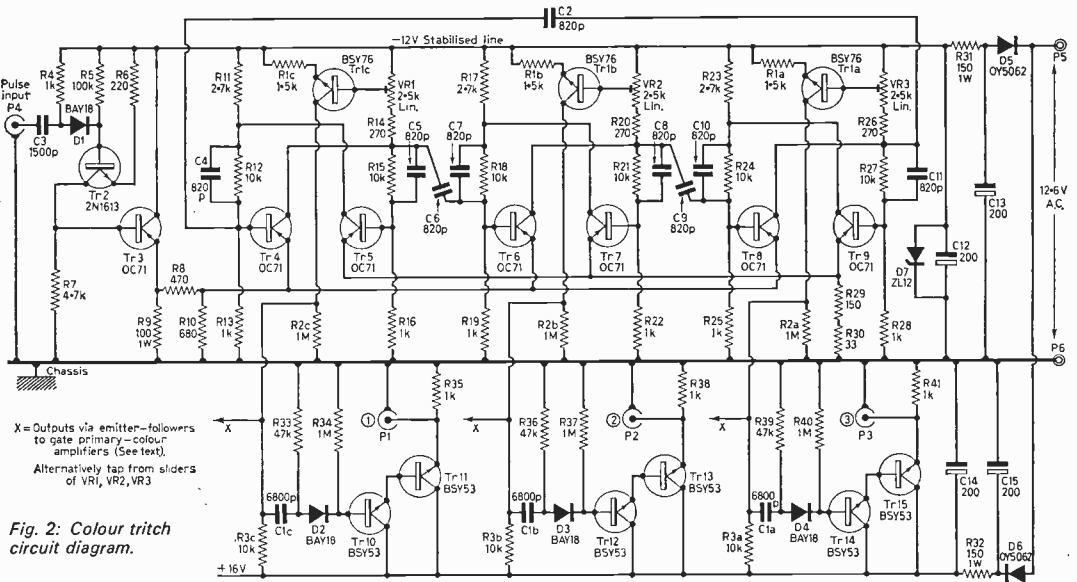 C2
820p
-12V Stabilised line
Pulse
input
P4
R4
1k
R5
100k
R6
220
BAY18
D1
C3
1500p
Tr2
2N1613
R11
2·7k
R1c
1·5k
BSY76
Tr1c
VR1
2·5k
Lin.
R17
2·7k
R1b
1·5k
BSY76
Tr1b
VR2
2·5k
Lin.
R23
2·7k
R1a
1·5k
BSY76
Tr1a
VR3
2·5k
Lin.
R31
150
1W
D5
OY5062
P5
C4
820
p
R12
10k
R14
270
R15
10k
C5
820p
C7
820p
C6
820p
R18
10k
R20
270
R21
10k
C8
820p
C10
820p
C9
820p
R24
10k
R26
270
R27
10k
C11
820p
C13
200
12·6V
A.C.
Tr3
OC71
Tr4
OC71
Tr5
OC71
Tr6
OC71
Tr7
OC71
Tr8
OC71
Tr9
OC71
D7
ZL12
C12
200
R7
4·7k
R8
470
R9
100
1W
R10
680
R13
1k
R2c
1M
R16
1k
R19
1k
R2b
1M
R22
1k
R25
1k
R2a
1M
R29
150
R30
33
R28
1k
P6
Chassis
X=Outputs via emitter-followers
to gate primary-colour
amplifiers (See text).
Alternatively tap from sliders
of VR1, VR2, VR3
X
R33
47k
R34
1M
1
P1
R35
1k
X
R36
47k
R37
1M
2
P2
R38
1k
X
R39
47k
R40
1M
3
P3
R41
1k
Tr11
BSY53
Tr13
BSY53
Tr15
BSY53
C14
200
C15
200
6800p
C1c
D2
BAY18
Tr10
BSY53
R3c
10k
6800p
C1b
D3
BAY18
Tr12
BSY53
R3b
10k
6800
p
C1a
D4
BAY18
Tr14
BSY53
R3a
10k
R32
150
1W
D6
OY5062
+16V
Fig. 2: Colour tritch
circuit diagram.